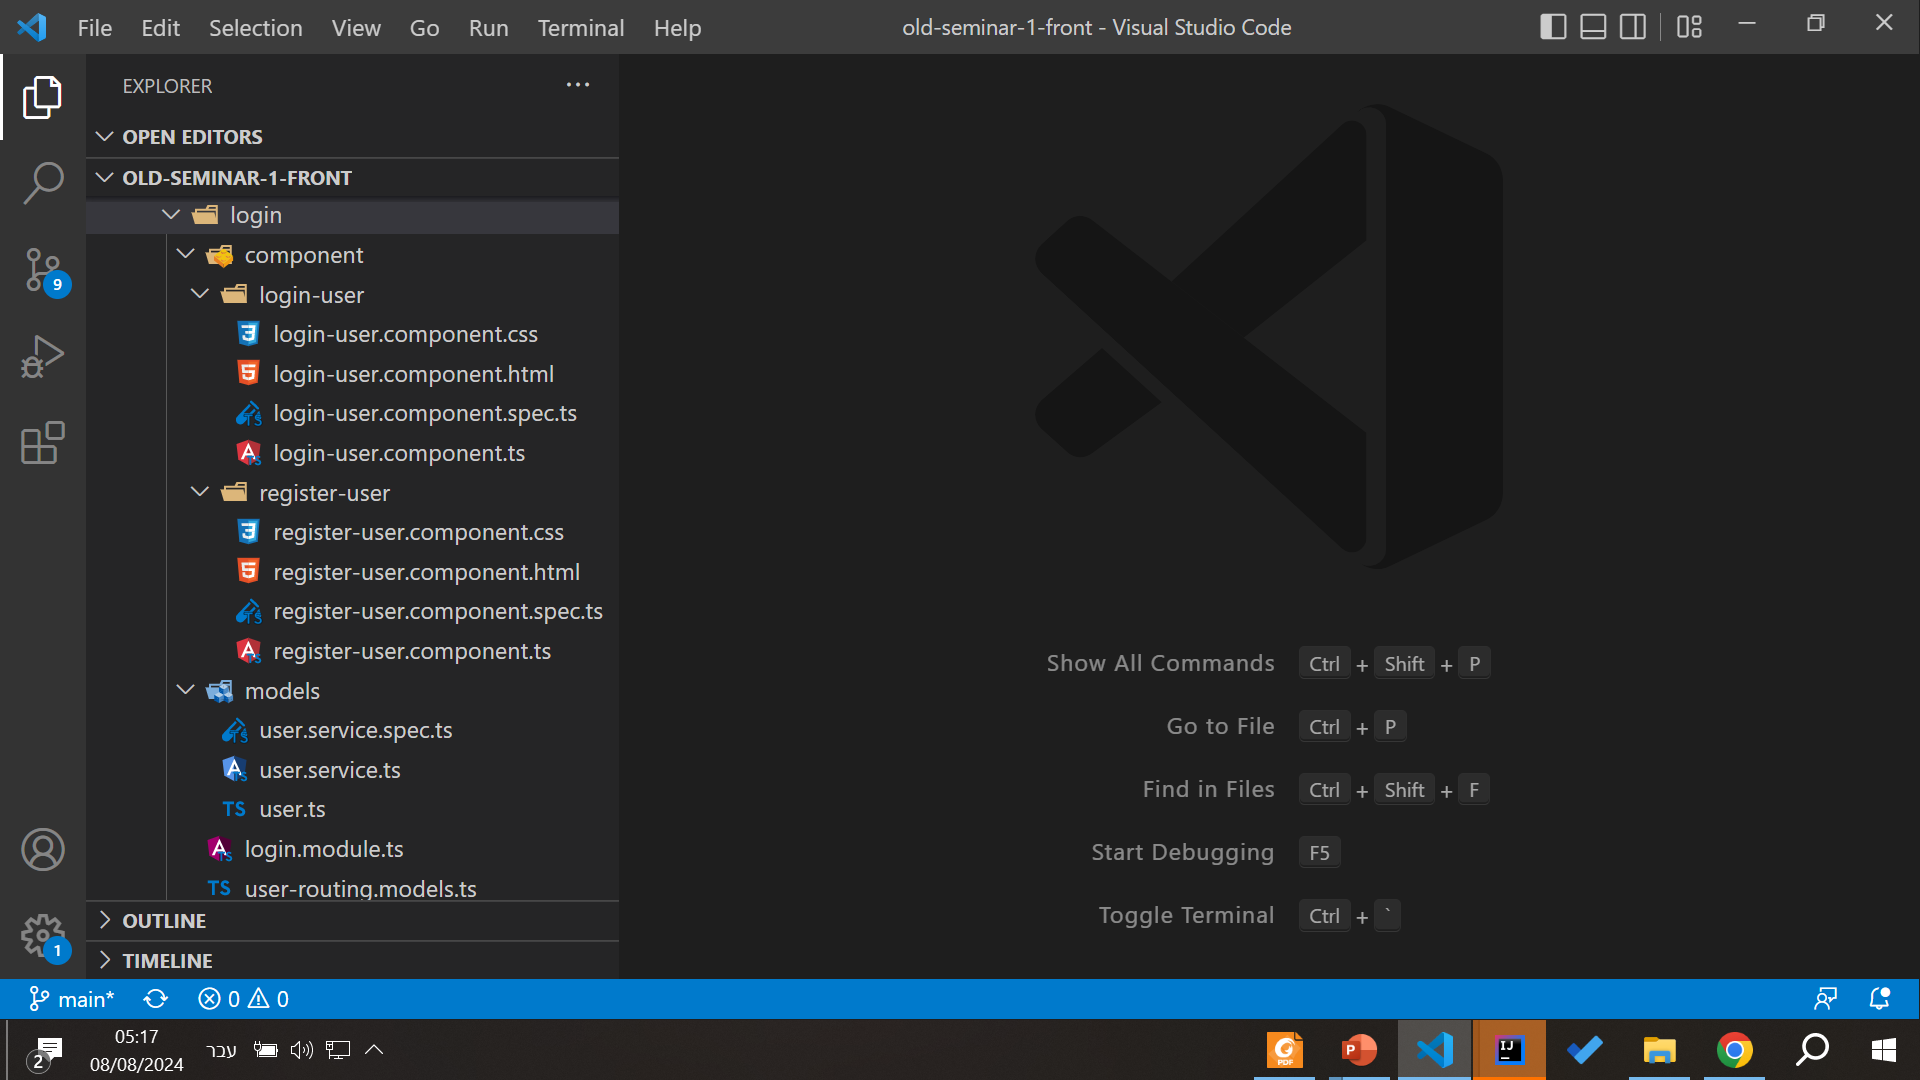 File Edit Selection View Go Run Terminal Help
old-seminar-1-front - Visual Studio Code
EXPLORER
OPEN EDITORS
OLD-SEMINAR-1-FRONT
login
component
login-user
login-user.component.css
login-user.component.html
login-user.component.spec.ts
login-user.component.ts
register-user
register-user.component.css
register-user.component.html
register-user.component.spec.ts
register-user.component.ts
models
user.service.spec.ts
user.service.ts
TS user.ts
login.module.ts
TS user-routing.models.ts
OUTLINE
TIMELINE
9
1
Show All Commands Ctrl + Shift + P
Go to File Ctrl + P
Find in Files Ctrl + Shift + F
Start Debugging F5
Toggle Terminal Ctrl + `
main* 0 0
2
05:17
08/08/2024
עבר
PDF
P
IJ